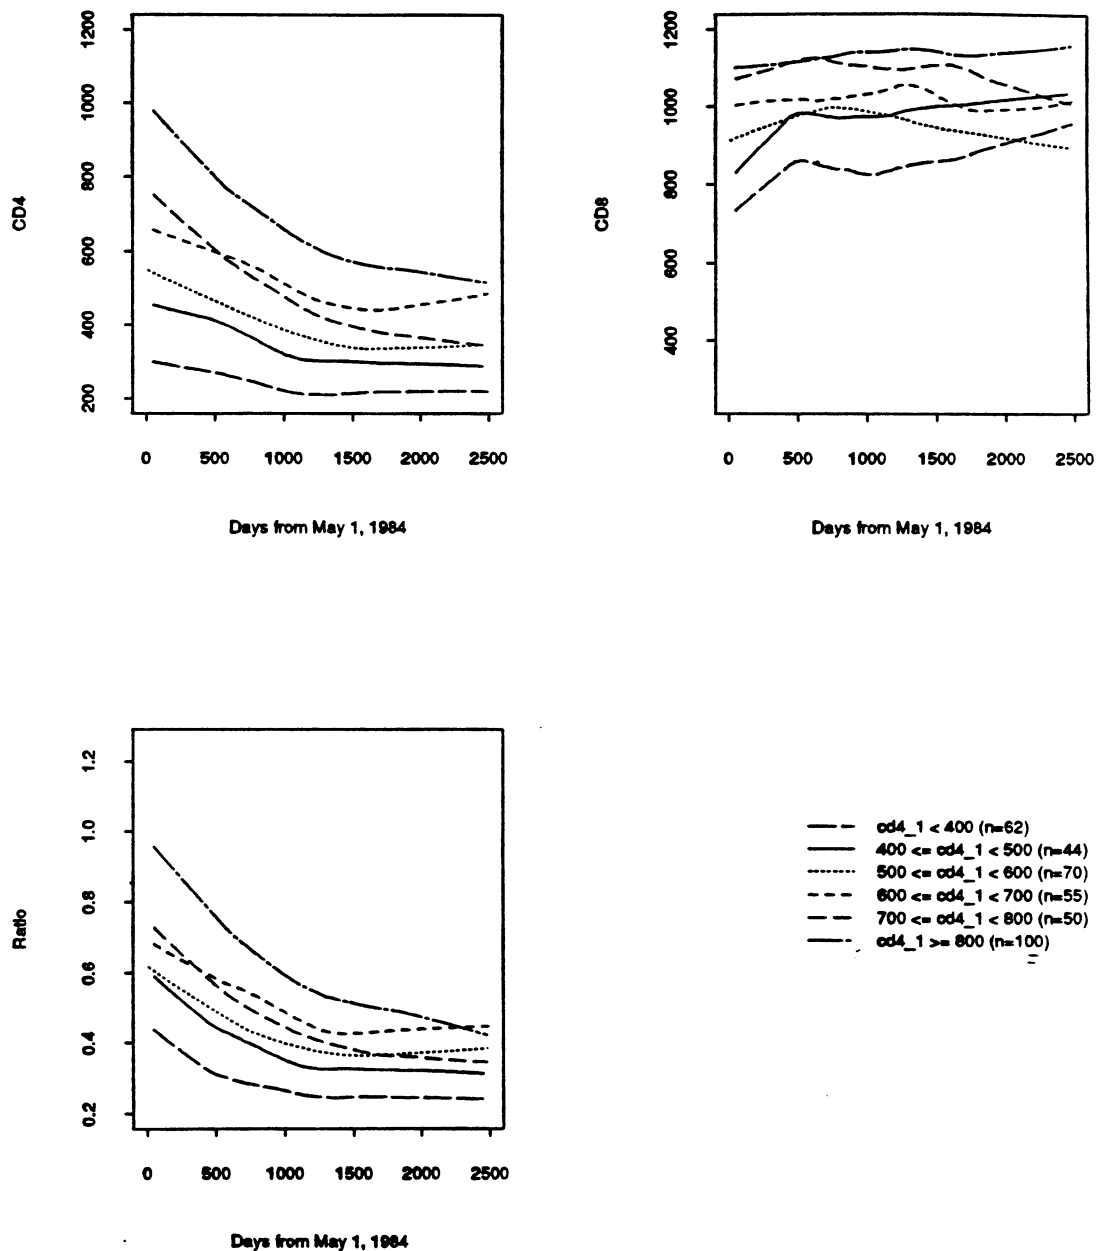 CD4
1200
1000
800
600
400
200
0 500 1000 1500 2000 2500
Days from May 1, 1984
CD8
1200
1000
800
600
400
0 500 1000 1500 2000 2500
Days from May 1, 1984
Ratio
1.2
1.0
0.8
0.6
0.4
0.2
0 500 1000 1500 2000 2500
Days from May 1, 1984
cd4_1 < 400 (n=62)
400 <= cd4_1 < 500 (n=44)
500 <= cd4_1 < 600 (n=70)
600 <= cd4_1 < 700 (n=55)
700 <= cd4_1 < 800 (n=50)
cd4_1 >= 800 (n=100)